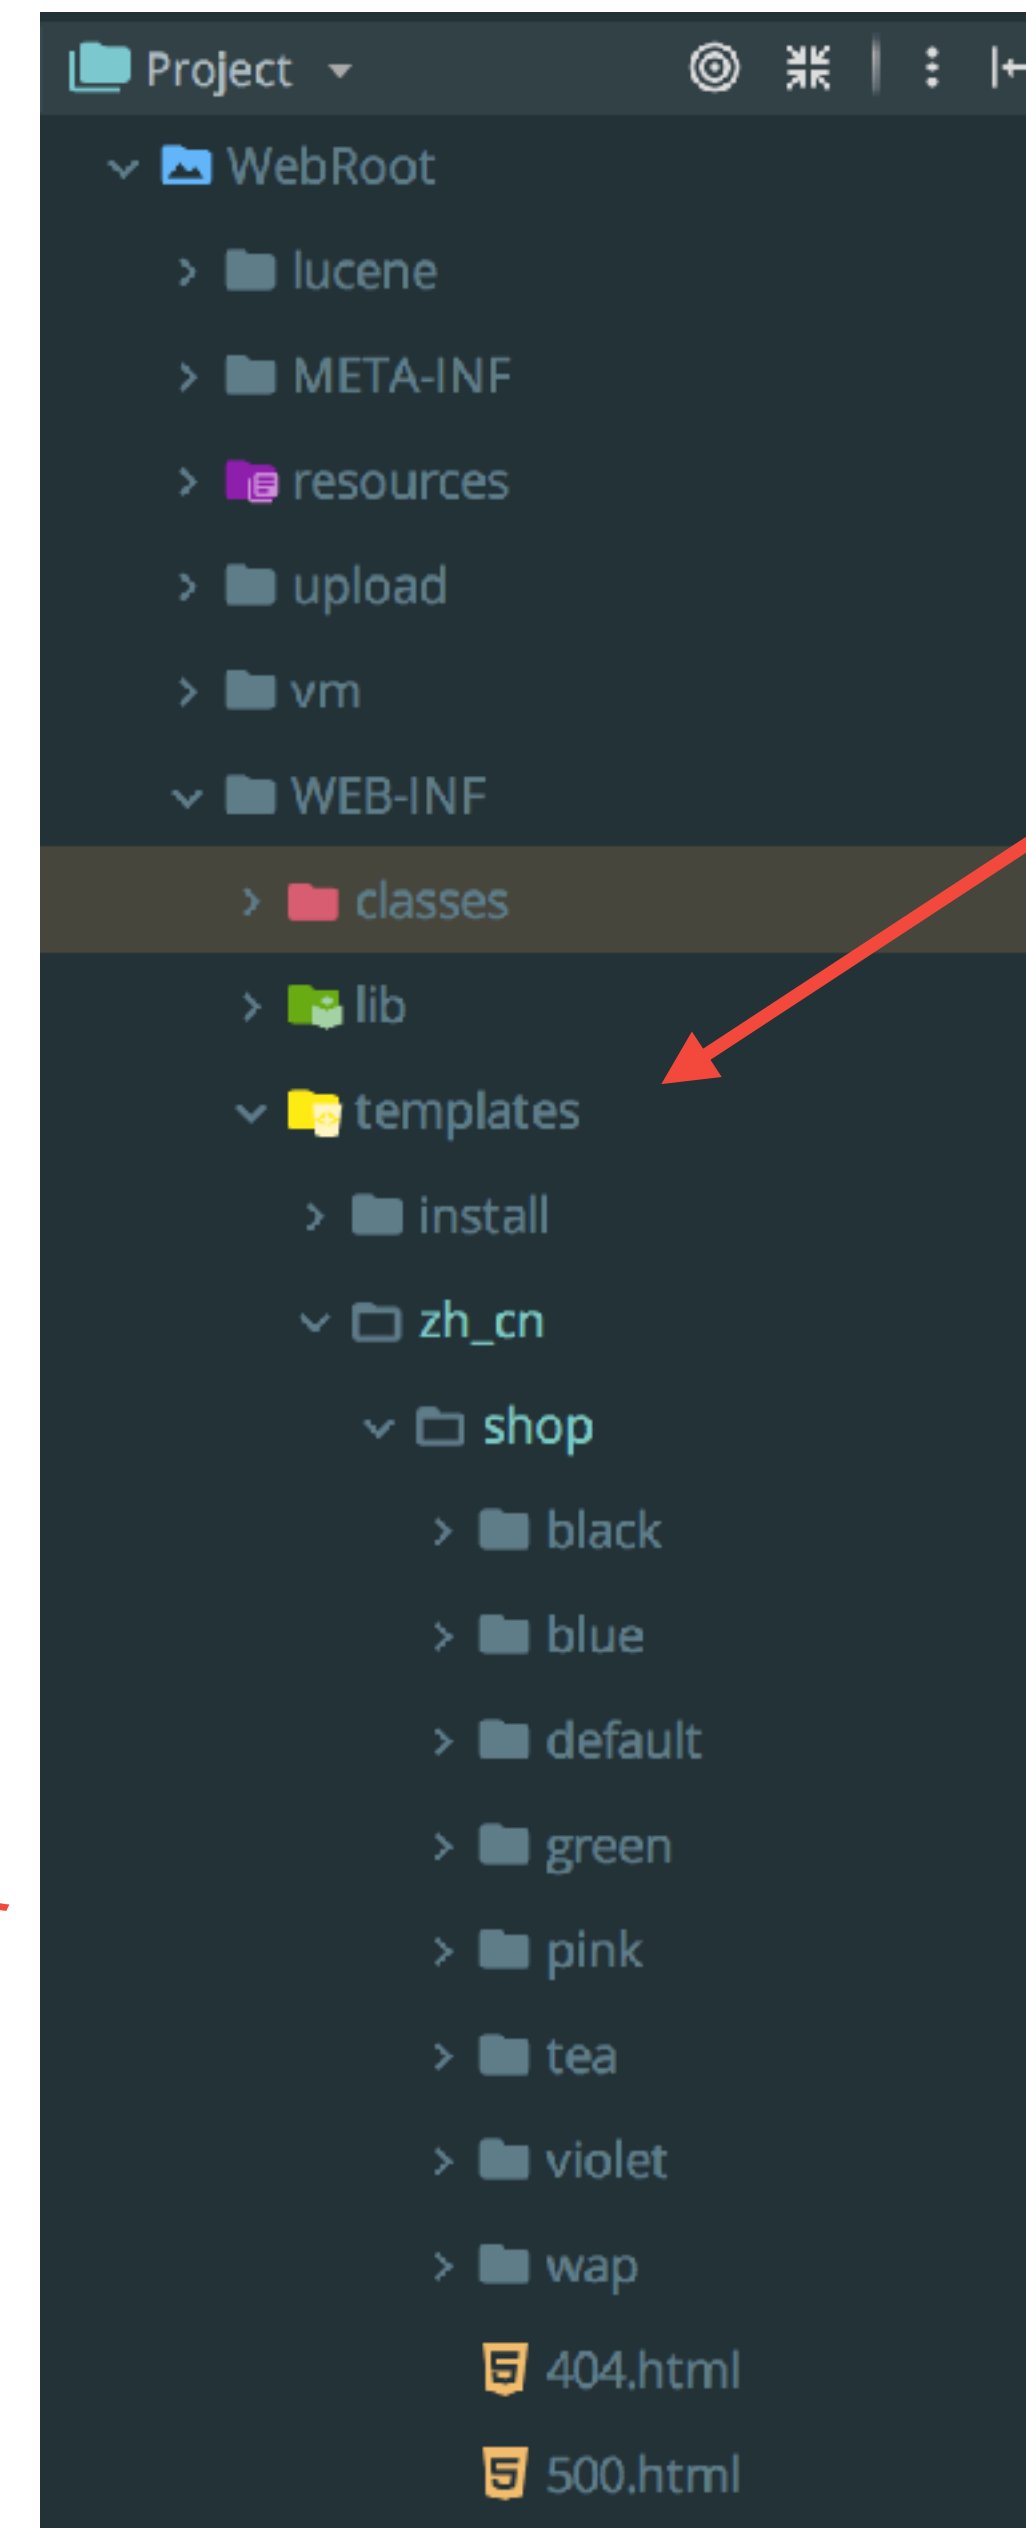 Project
WebRoot
lucene
META-INF
resources
upload
vm
WEB-INF
classes
lib
templates
install
zh_cn
shop
black
blue
default
green
pink
tea
violet
wap
404.html
500.html